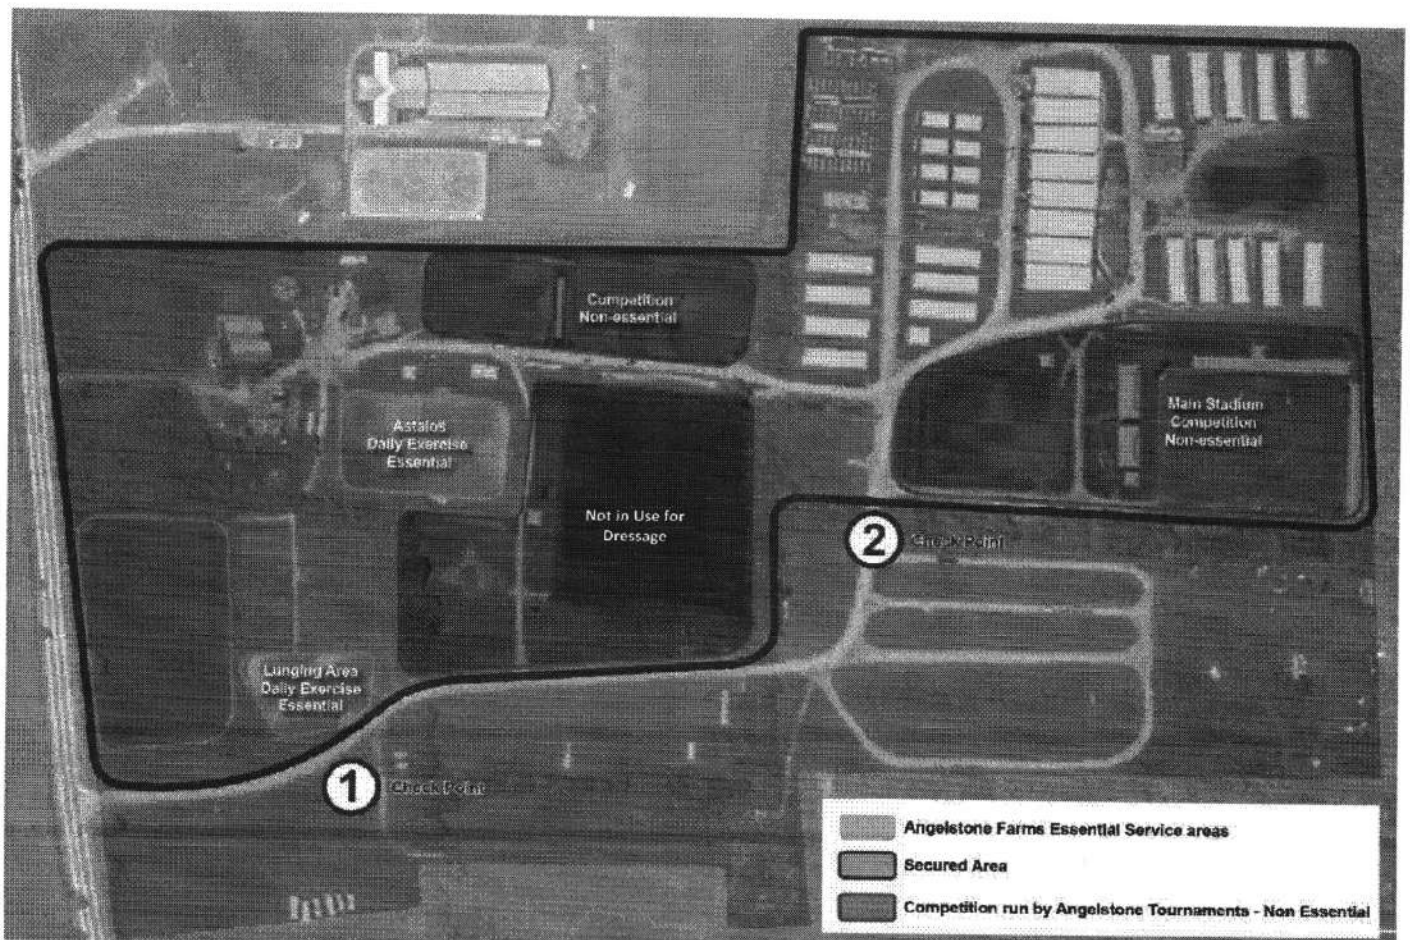 Competition
Non-essential
Astalos
Daily Exercise
Essential
Main Stadium
Competition
Non-essential
Not in Use for
Dressage
2
Check Point
Lunging Area
Daily Exercise
Essential
1
Check Point
Angelstone Farms Essential Service areas
Secured Area
Competition run by Angelstone Tournaments - Non Essential